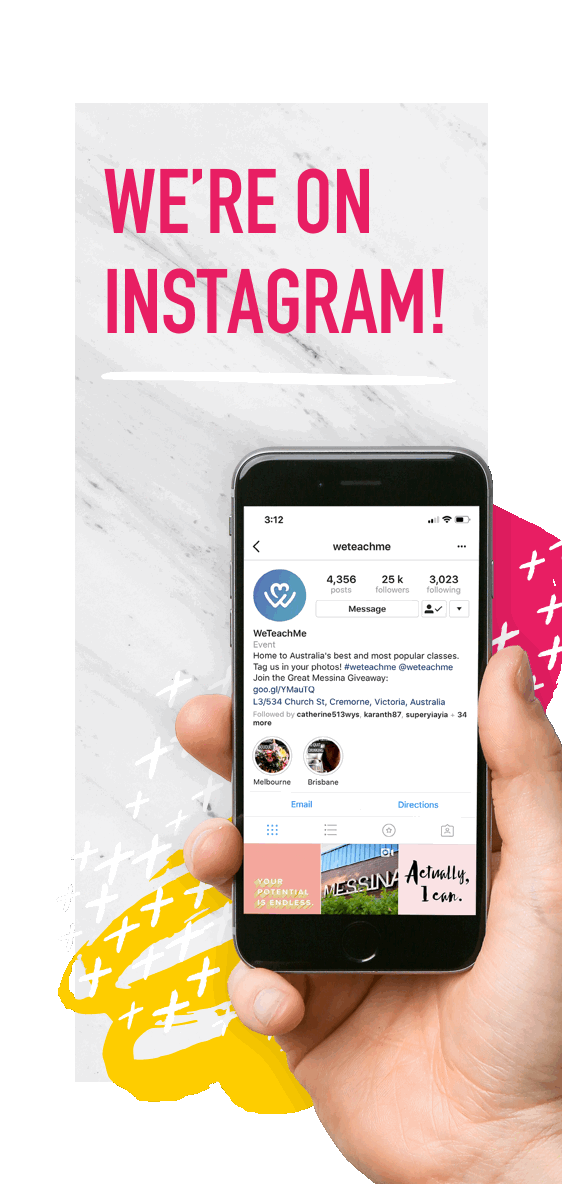 WE'RE ON
INSTAGRAM!
3:12
weteachme
4,356
posts
25 k
followers
3,023
following
Message
WeTeachMe
Event
Home to Australia's best and most popular classes.
Tag us in your photos! #weteachme @weteachme
Join the Great Messina Giveaway:
goo.gl/YMauTQ
L3/534 Church St, Cremorne, Victoria, Australia
Followed by catherine513wys, karanth87, superyiayia + 34
more
Melbourne
Brisbane
Email
Directions
YOUR
POTENTIAL
IS ENDLESS.
MESSINA
Actually,
I can.